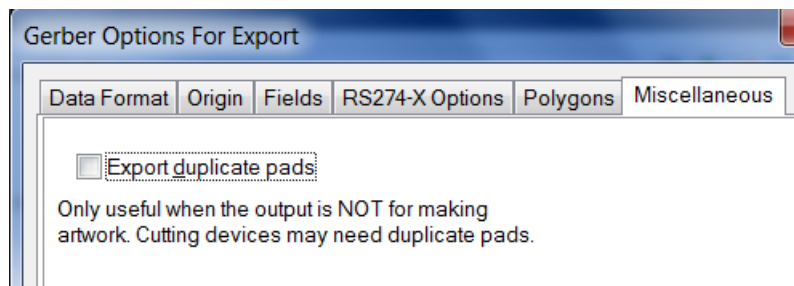 Gerber Options For Export
Data Format Origin Fields RS274-X Options Polygons Miscellaneous
Export duplicate pads
Only useful when the output is NOT for making
artwork. Cutting devices may need duplicate pads.